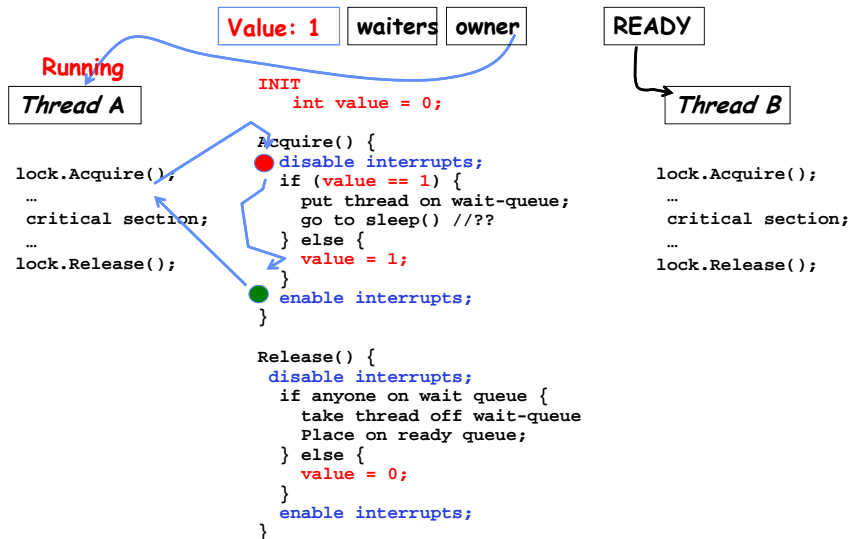 Value: 1
waiters
owner
READY
Running
Thread A
Thread B
INIT
int value = 0;
Acquire() {
disable interrupts;
if (value == 1) {
put thread on wait-queue;
go to sleep() //??
} else {
value = 1;
}
enable interrupts;
}
Release() {
disable interrupts;
if anyone on wait queue {
take thread off wait-queue
Place on ready queue;
} else {
value = 0;
}
enable interrupts;
}
lock.Acquire();
…
critical section;
…
lock.Release();
lock.Acquire();
…
critical section;
…
lock.Release();